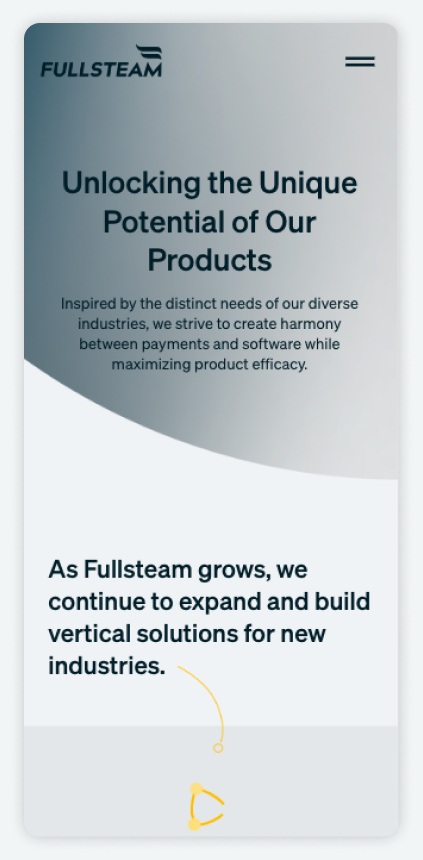 FULLSTEAM
Unlocking the Unique
Potential of Our
Products
Inspired by the distinct needs of our diverse
industries, we strive to create harmony
between payments and software while
maximizing product efficacy.
As Fullsteam grows, we
continue to expand and build
vertical solutions for new
industries.